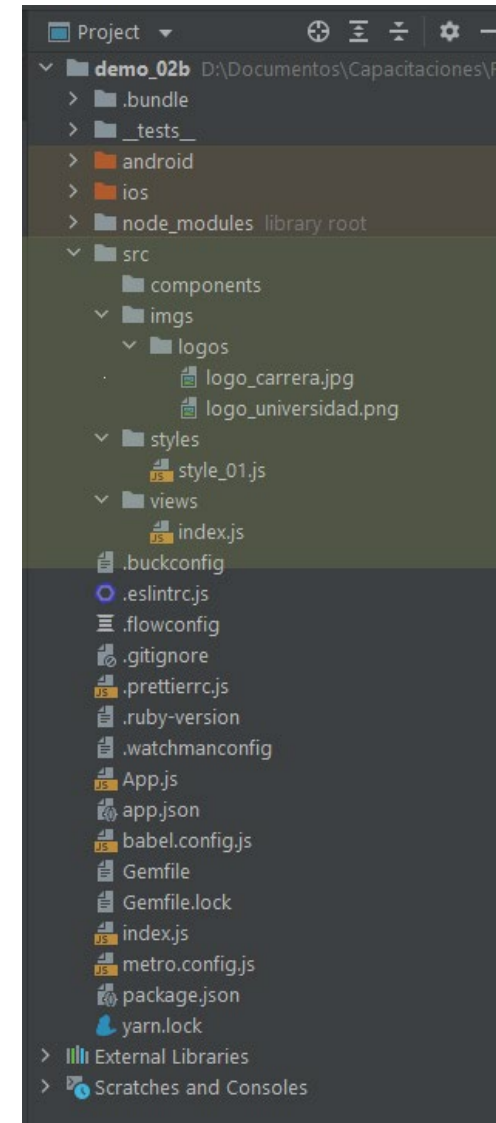 Project
demo_02b D:\Documentos\Capacitaciones\
.bundle
__tests__
android
ios
node_modules library root
src
components
imgs
logos
logo_carrera.jpg
logo_universidad.png
styles
style_01.js
views
index.js
.buckconfig
.eslintrc.js
.flowconfig
.gitignore
.prettierrc.js
.ruby-version
.watchmanconfig
App.js
app.json
babel.config.js
Gemfile
Gemfile.lock
index.js
metro.config.js
package.json
yarn.lock
External Libraries
Scratches and Consoles